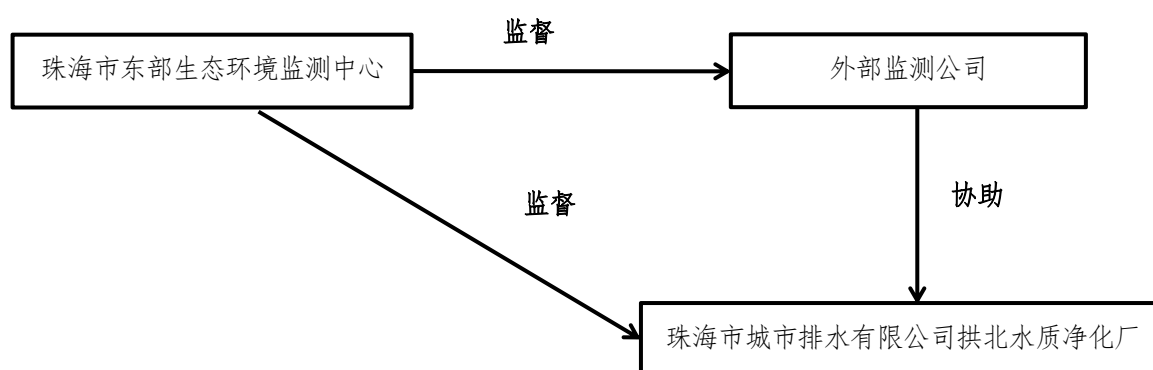 监督
珠海市东部生态环境监测中心
外部监测公司
监督
协助
珠海市城市排水有限公司拱北水质净化厂